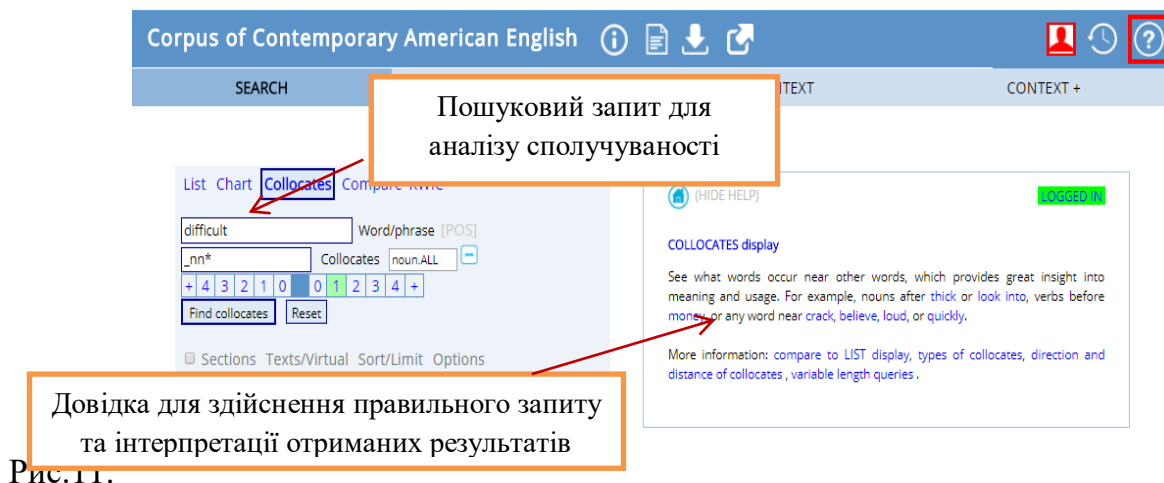 Corpus of Contemporary American English
SEARCH
CONTEXT +
Пошуковий запит для
аналізу сполучуваності
List Chart Collocates
difficult Word/phrase [POS]
_nn* Collocates noun.ALL
+ 4 3 2 1 0 0 1 2 3 4 +
Find collocates Reset
Sections Texts/Virtual Sort/Limit Options
(HIDE HELP) LOGGED IN
COLLOCATES display
See what words occur near other words, which provides great insight into
meaning and usage. For example, nouns after thick or look into, verbs before
money, or any word near crack, believe, loud, or quickly.
More information: compare to LIST display, types of collocates, direction and
distance of collocates , variable length queries .
Довідка для здійснення правильного запиту
та інтерпретації отриманих результатів
Рис.11.